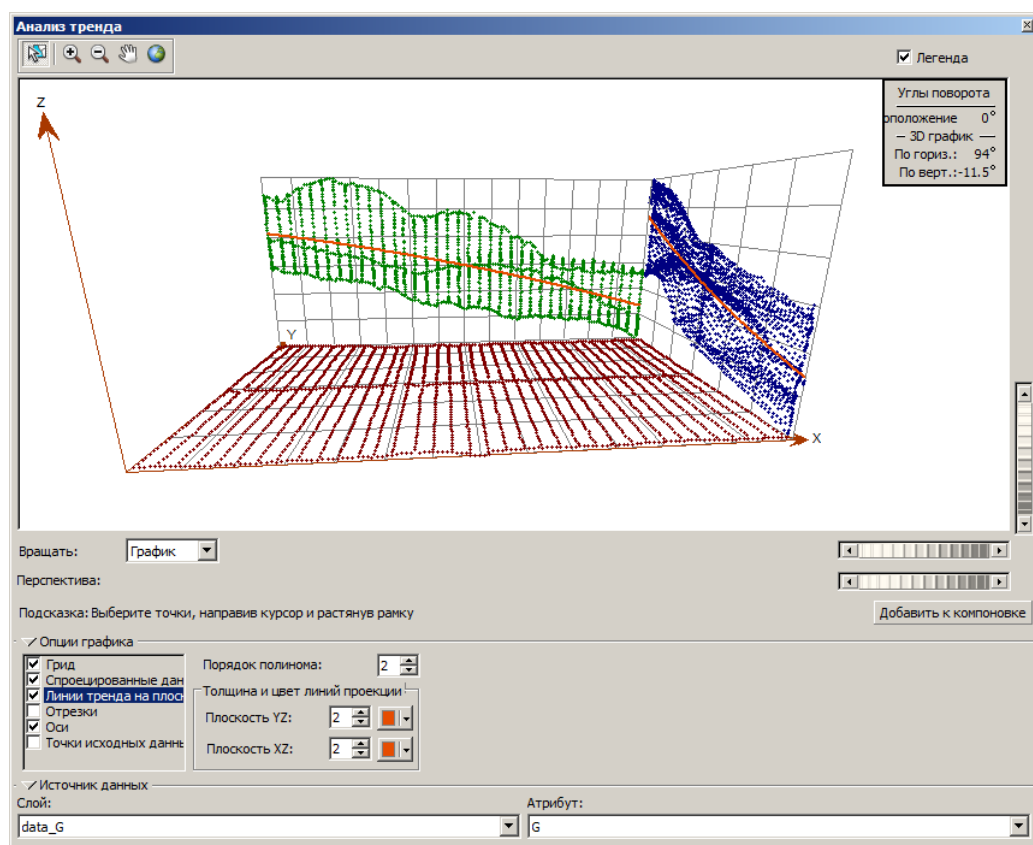 Анализ тренда
Легенда
Углы поворота
оположение 0°
3D график
По гориз.: 94°
По верт.:-11.5°
Z
Y
X
Вращать: График
Перспектива:
Подсказка: Выберите точки, направив курсор и растянув рамку
Добавить к компоновке
Опции графика
Грид
Спроецированные дан
Линии тренда на плоск
Отрезки
Оси
Точки исходных данны
Порядок полинома: 2
Толщина и цвет линий проекции
Плоскость YZ: 2
Плоскость XZ: 2
Источник данных
Слой:
data_G
Атрибут:
G